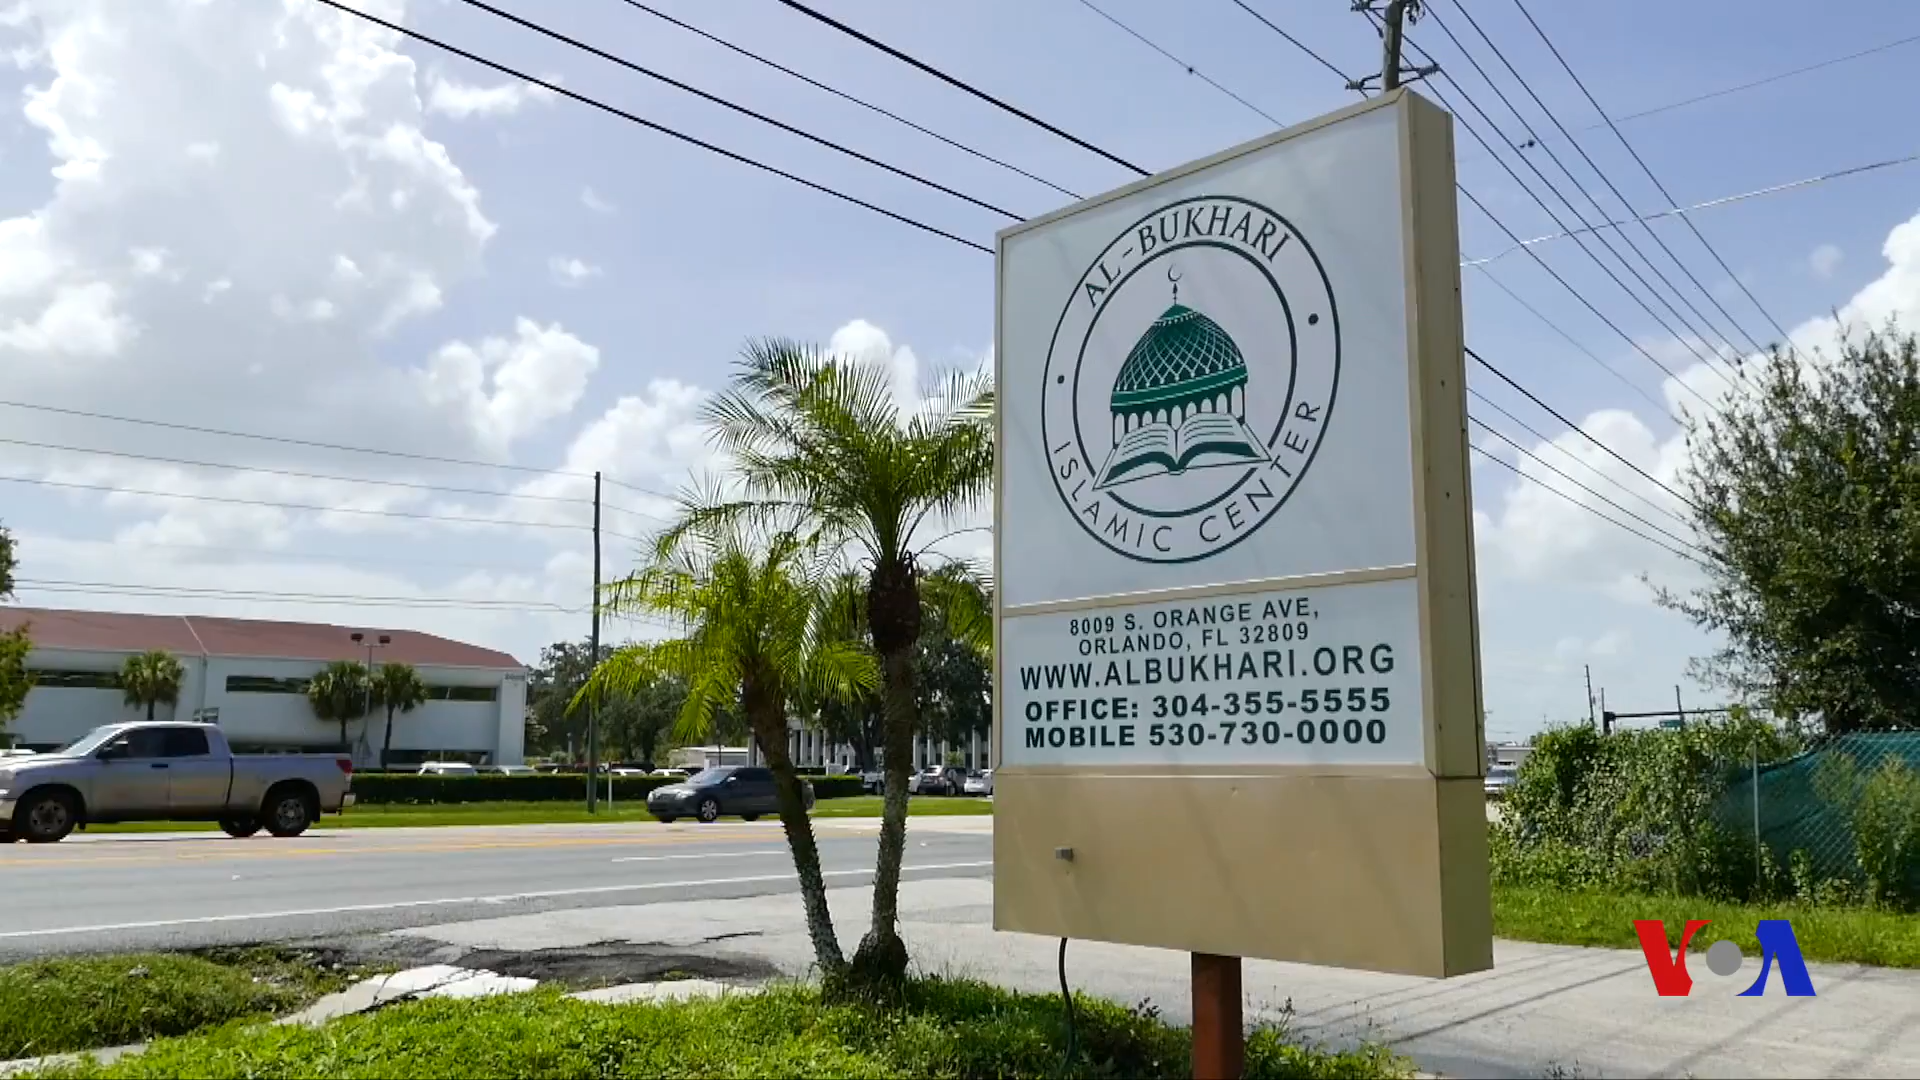 AL-BUKHARI
ISLAMIC CENTER
8009 S. ORANGE AVE,
ORLANDO, FL 32809
WWW.ALBUKHARI.ORG
OFFICE: 304-355-5555
MOBILE 530-730-0000
VOA